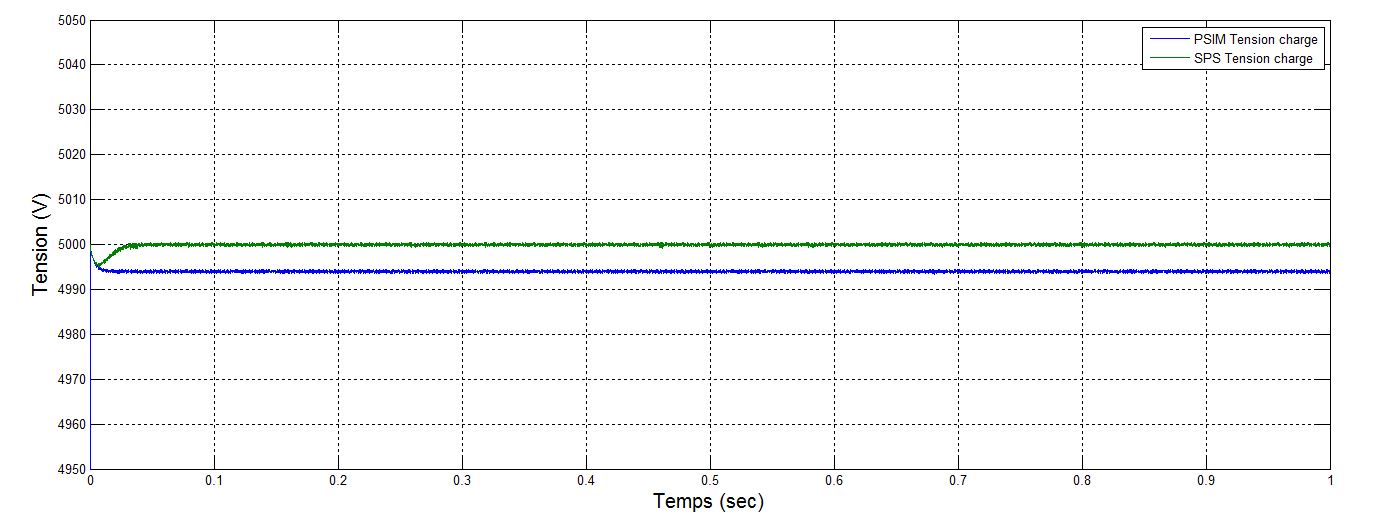 5050
5040
5030
5020
5010
5000
4990
4980
4970
4960
4950
Tension (V)
PSIM Tension charge
SPS Tension charge
0 0.1 0.2 0.3 0.4 0.5 0.6 0.7 0.8 0.9 1
Temps (sec)